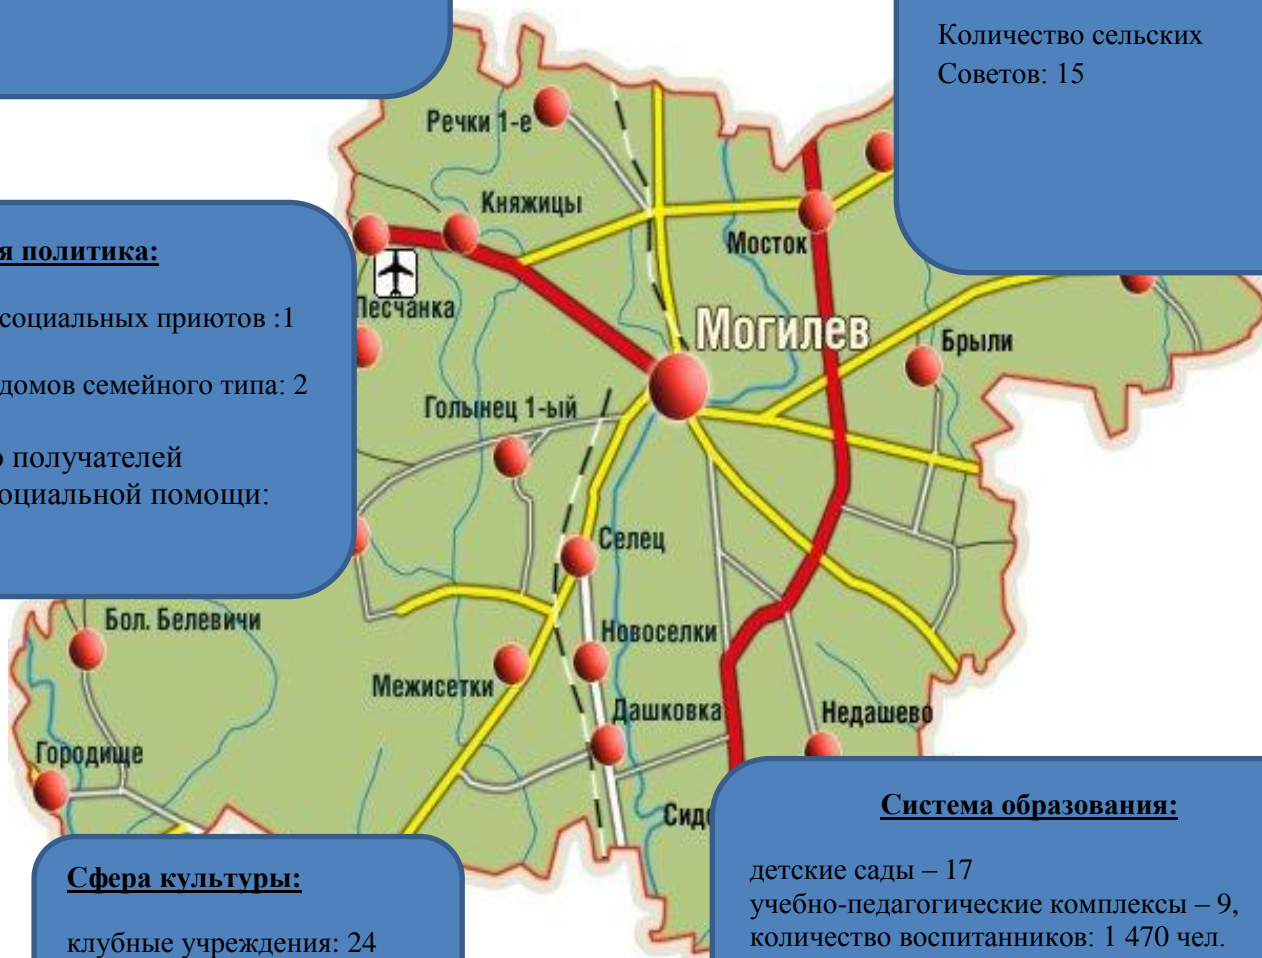 Количество сельских
Советов: 15
Речки 1-е
Княжицы
Мосток
я политика:
социальных приютов :1
домов семейного типа: 2
о получателей
социальной помощи:
Песчанка
Могилев
Брыли
Голынец 1-ый
Селец
Бол. Белевичи
Новоселки
Межисетки
Дашковка
Недашево
Городище
Сид
Сфера культуры:
клубные учреждения: 24
Система образования:
детские сады – 17
учебно-педагогические комплексы – 9,
количество воспитанников: 1 470 чел.